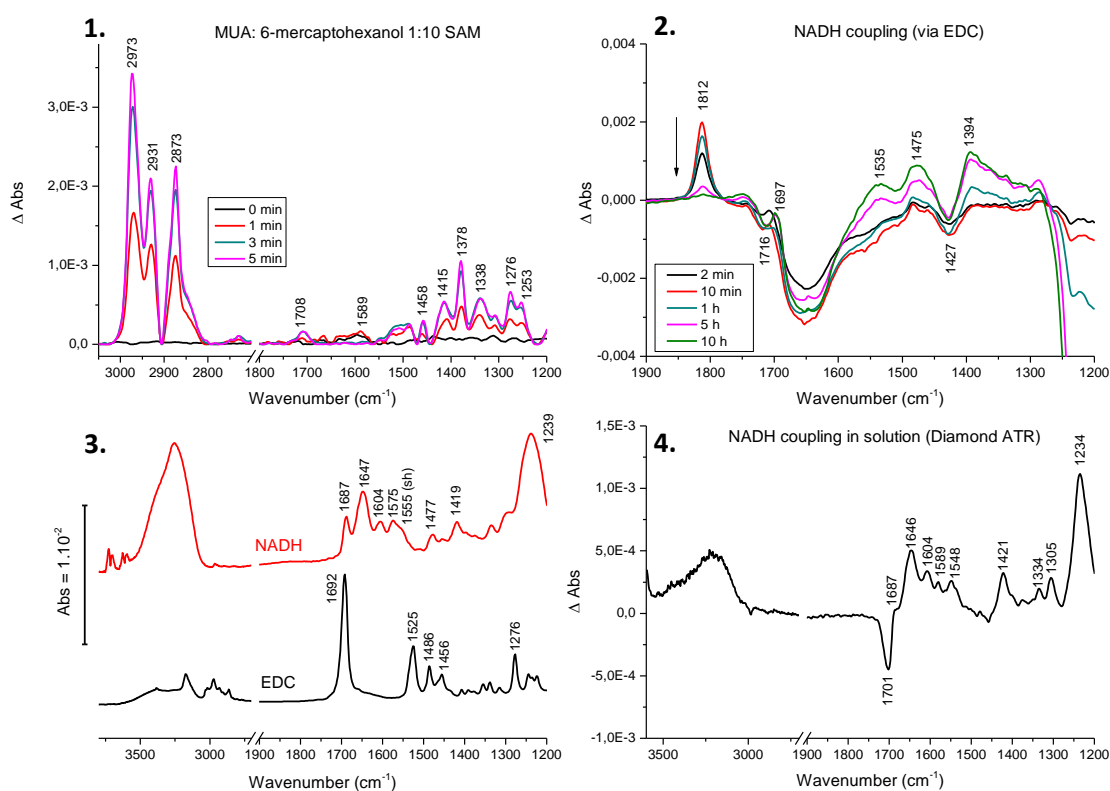 1.
MUA: 6-mercaptohexanol 1:10 SAM
Δ Abs
3,0E-3
2,0E-3
1,0E-3
0,0
2973
2931
2873
1708
1589
1458
1415
1378
1338
1276
1253
0 min
1 min
3 min
5 min
3000 2900 2800 1800 1700 1600 1500 1400 1300 1200
Wavenumber (cm-1)
2.
NADH coupling (via EDC)
Δ Abs
0,004
0,002
0,000
-0,002
-0,004
1812
1716
1697
1535
1475
1427
1394
2 min
10 min
1 h
5 h
10 h
1900 1800 1700 1600 1500 1400 1300 1200
Wavenumber (cm-1)
3.
Abs = 1.10-2
1687
1647
1604
1575
1555 (sh)
1477
1419
1239
NADH
1692
1525
1486
1456
1276
EDC
3500 3000 1900 1800 1700 1600 1500 1400 1300 1200
Wavenumber (cm-1)
4.
NADH coupling in solution (Diamond ATR)
Δ Abs
1,5E-3
1,0E-3
5,0E-4
0,0
-5,0E-4
-1,0E-3
1701
1687
1646
1604
1589
1548
1421
1334
1305
1234
3500 3000 1900 1800 1700 1600 1500 1400 1300 1200
Wavenumber (cm-1)